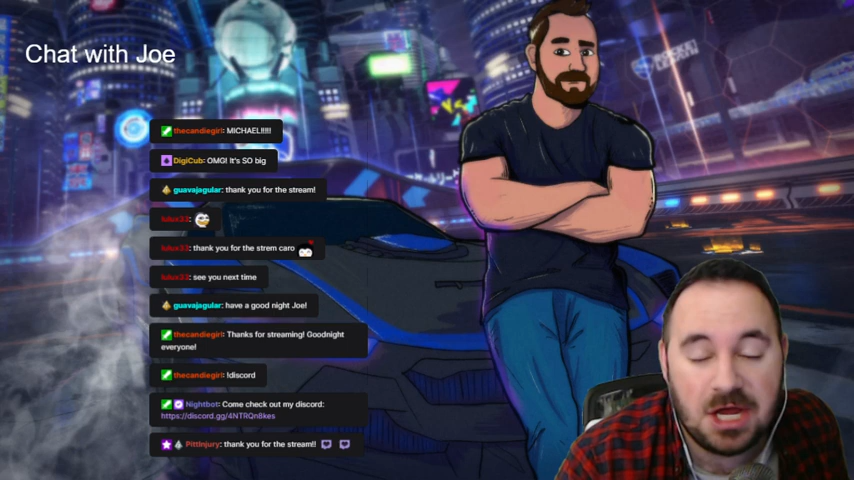 Chat with Joe
thecandiegirl: MICHAEL!!!!!
DigiCub: OMG! It's SO big
guavajagular: thank you for the stream!
lulux33:
lulux33: thank you for the strem caro
lulux33: see you next time
guavajagular: have a good night Joe!
thecandiegirl: Thanks for streaming! Goodnight
everyone!
thecandiegirl: !discord
Nightbot: Come check out my discord:
https://discord.gg/4NTRQn8kes
PittInjury: thank you for the stream!!